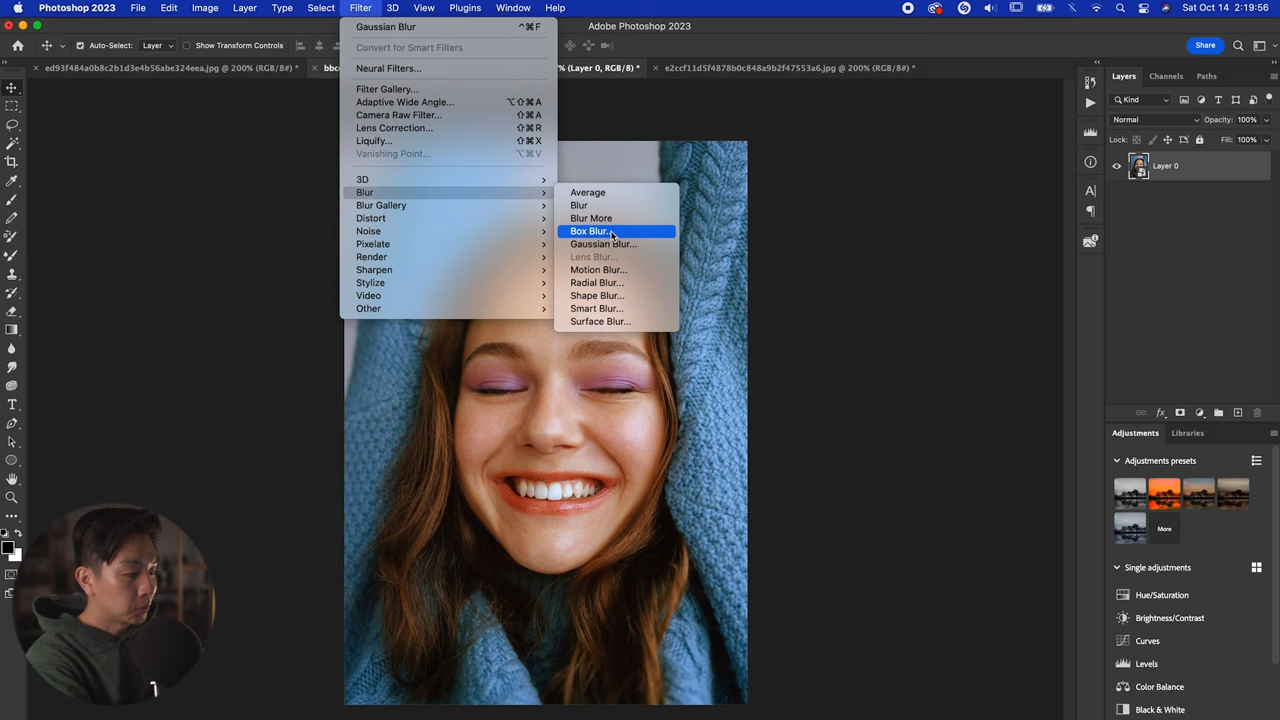 Photoshop 2023 File Edit Image Layer Type Select Filter 3D View Plugins Window Help Sat Oct 14 2:19:56
Adobe Photoshop 2023
Auto-Select: Layer Show Transform Controls Share
ed93f484a0b8c2b1d3e4b56abe324eea.jpg @ 200% (RGB/8) * % (Layer 0, RGB/8) * e2ccf11d5f4878b0c848a9b2f47553a6.jpg @ 200% (RGB/8#) *
Gaussian Blur ^⌘F
Convert for Smart Filters
Neural Filters...
Filter Gallery...
Adaptive Wide Angle... ⌥⇧⌘A
Camera Raw Filter... ⇧⌘A
Lens Correction... ⇧⌘R
Liquify... ⇧⌘X
Vanishing Point... ⌥⌘V
3D
Blur
Blur Gallery
Distort
Noise
Pixelate
Render
Sharpen
Stylize
Video
Other
Average
Blur
Blur More
Box Blur...
Gaussian Blur...
Lens Blur...
Motion Blur...
Radial Blur...
Shape Blur...
Smart Blur...
Surface Blur...
Layers Channels Paths
Kind
Normal Opacity: 100%
Lock: Fill: 100%
Layer 0
Adjustments Libraries
Adjustments presets
More
Single adjustments
Hue/Saturation
Brightness/Contrast
Curves
Levels
Color Balance
Black & White